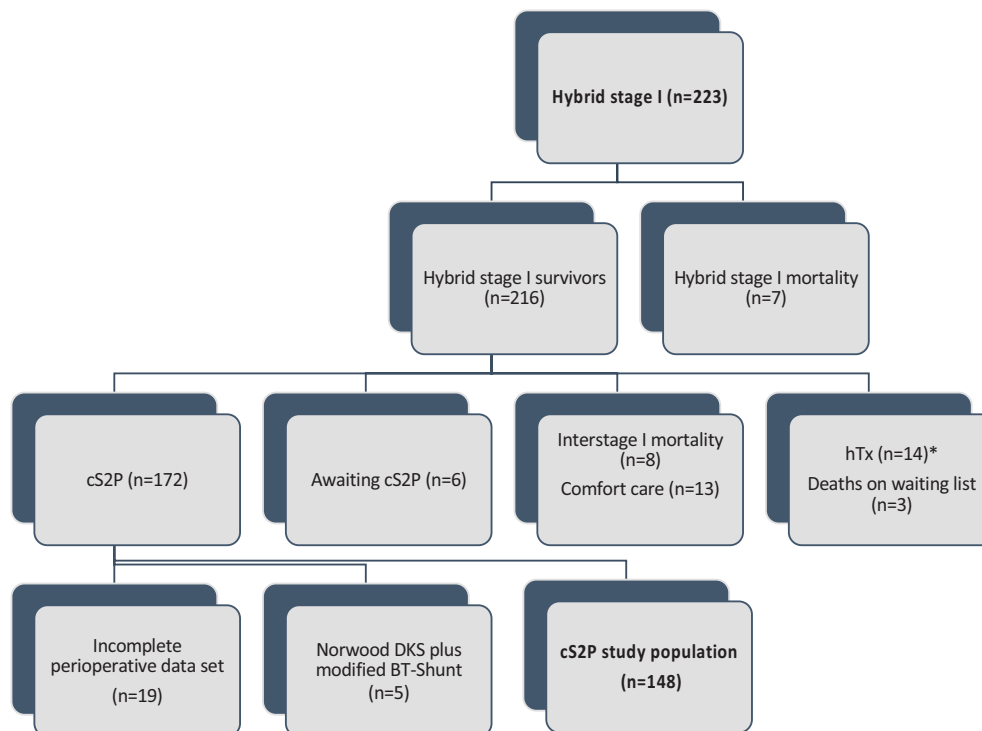 Hybrid stage I (n=223)
Hybrid stage I survivors
(n=216)
Hybrid stage I mortality
(n=7)
cS2P (n=172)
Awaiting cS2P (n=6)
Interstage I mortality
(n=8)
Comfort care (n=13)
hTx (n=14)*
Deaths on waiting list
(n=3)
Incomplete
perioperative data set
(n=19)
Norwood DKS plus
modified BT-Shunt
(n=5)
cS2P study population
(n=148)